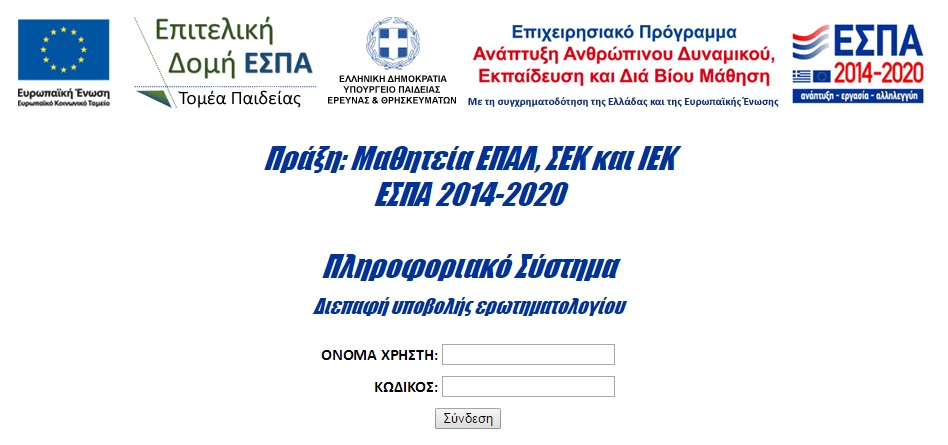 Ευρωπαϊκή Ένωση
Ευρωπαϊκό Κοινωνικό Ταμείο
Επιτελική
Δομή ΕΣΠΑ
Τομέα Παιδείας
ΕΛΛΗΝΙΚΗ ΔΗΜΟΚΡΑΤΙΑ
ΥΠΟΥΡΓΕΙΟ ΠΑΙΔΕΙΑΣ
ΕΡΕΥΝΑΣ & ΘΡΗΣΚΕΥΜΑΤΩΝ
Επιχειρησιακό Πρόγραμμα
Ανάπτυξη Ανθρώπινου Δυναμικού,
Εκπαίδευση και Διά Βίου Μάθηση
Με τη συγχρηματοδότηση της Ελλάδας και της Ευρωπαϊκής Ένωσης
ΕΣΠΑ
2014-2020
ανάπτυξη - εργασία - αλληλεγγύη
Πράξη: Μαθητεία ΕΠΑΛ, ΣΕΚ και ΙΕΚ
ΕΣΠΑ 2014-2020
Πληροφοριακό Σύστημα
Διεπαφή υποβολής ερωτηματολογίου
ΟΝΟΜΑ ΧΡΗΣΤΗ:
ΚΩΔΙΚΟΣ:
Σύνδεση